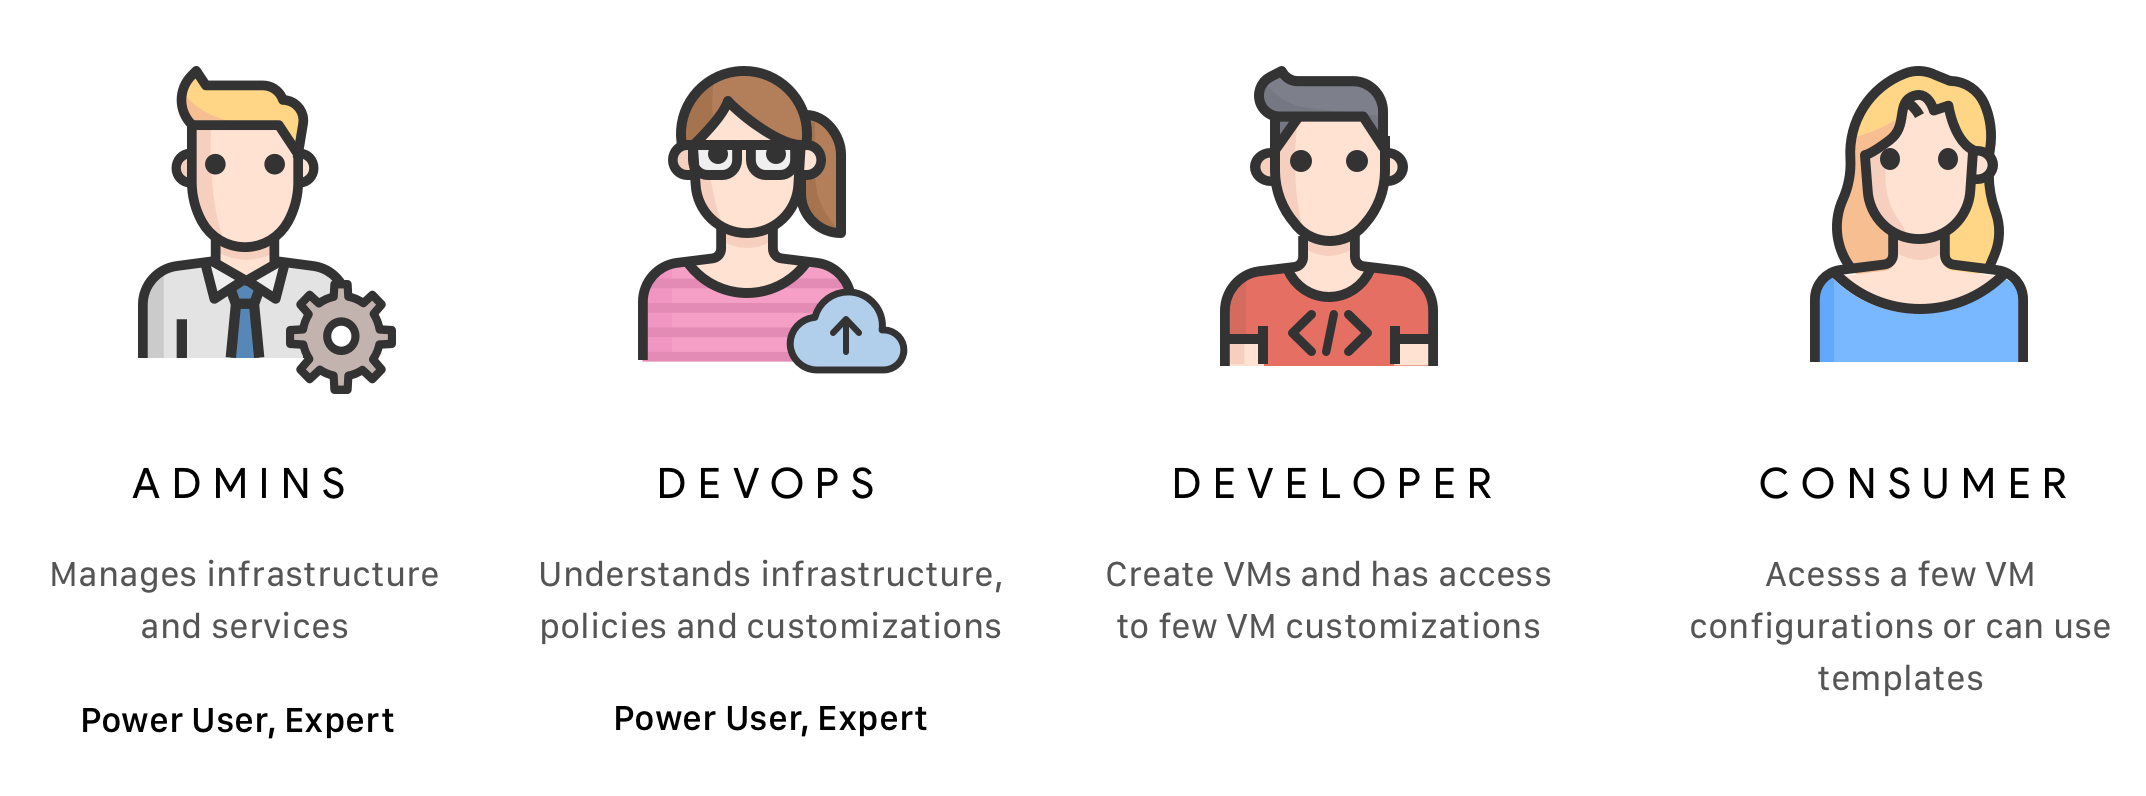 ADMINS
Manages infrastructure
and services
Power User, Expert
DEVOPS
Understands infrastructure,
policies and customizations
Power User, Expert
</>
DEVELOPER
Create VMs and has access
to few VM customizations
CONSUMER
Acesss a few VM
configurations or can use
templates